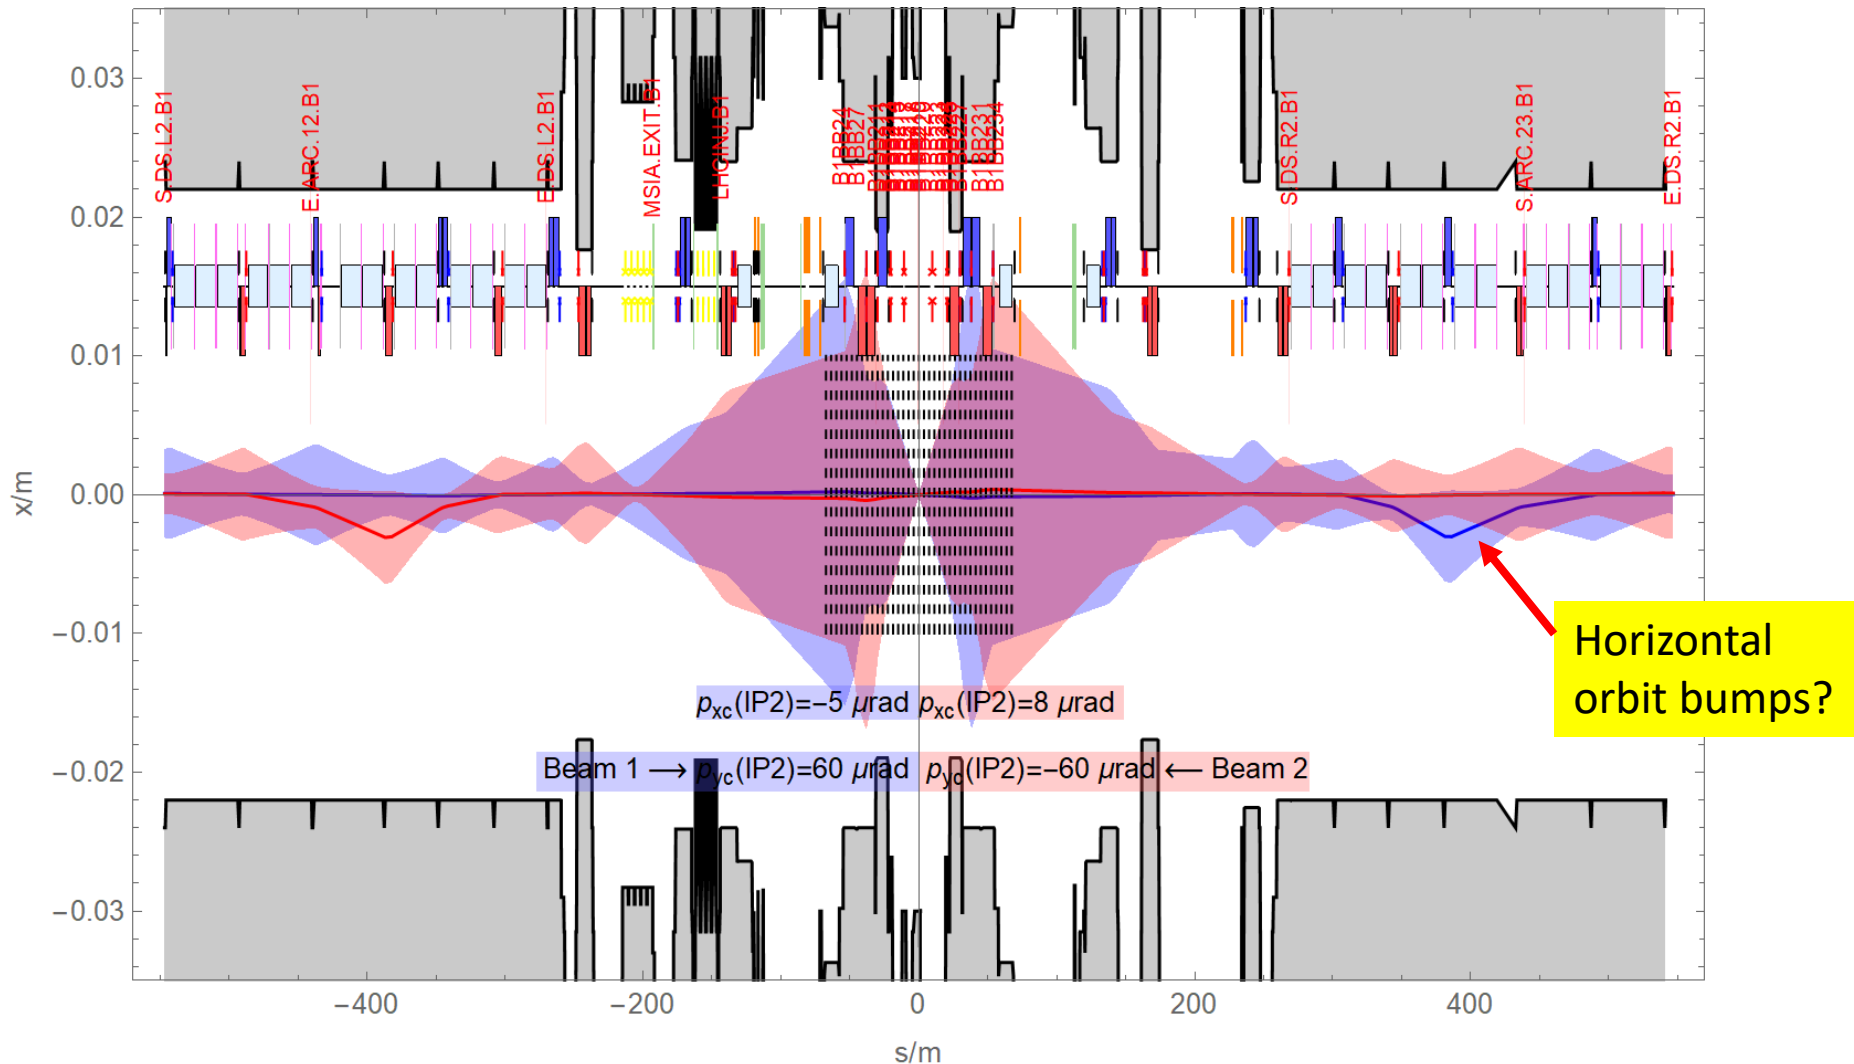 0.03
0.02
0.01
0.00
−0.01
−0.02
−0.03
x/m
S.DS.L2.B1
E.ARC.12.B1
E.DS.L2.B1
MSIA.EXIT.B1
LHCINJ.B1
B1BB24
B1BB27
B1BB211
B1BB227
B1BB231
B1BB234
S.DS.R2.B1
S.ARC.23.B1
E.DS.R2.B1
Horizontal
orbit bumps?
pxc(IP2)=−5 μrad pxc(IP2)=8 μrad
Beam 1 ⟶ pyc(IP2)=60 μrad pyc(IP2)=−60 μrad ⟵ Beam 2
−400 −200 0 200 400
s/m